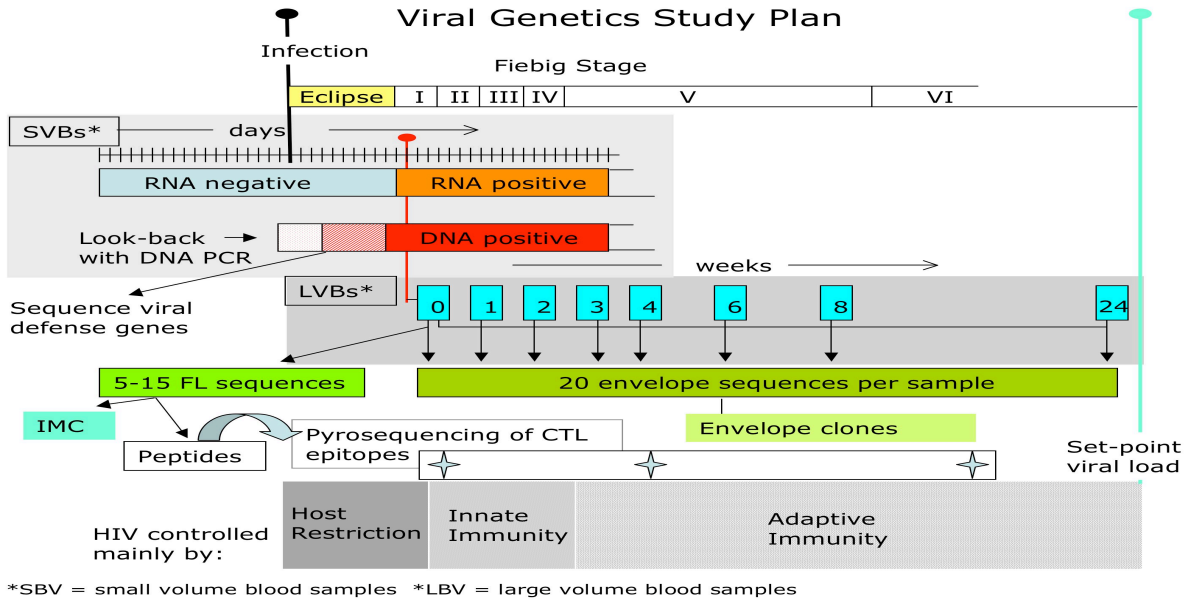 Viral Genetics Study Plan
Infection
Fiebig Stage
Eclipse I II III IV V VI
SVBs* days
RNA negative RNA positive
Look-back
with DNA PCR
DNA positive
weeks
Sequence viral
defense genes
LVBs* 0 1 2 3 4 6 8 24
5-15 FL sequences 20 envelope sequences per sample
IMC
Peptides
Pyrosequencing of CTL
epitopes
Envelope clones
Set-point
viral load
HIV controlled
mainly by:
Host
Restriction
Innate
Immunity
Adaptive
Immunity
*SBV = small volume blood samples *LBV = large volume blood samples